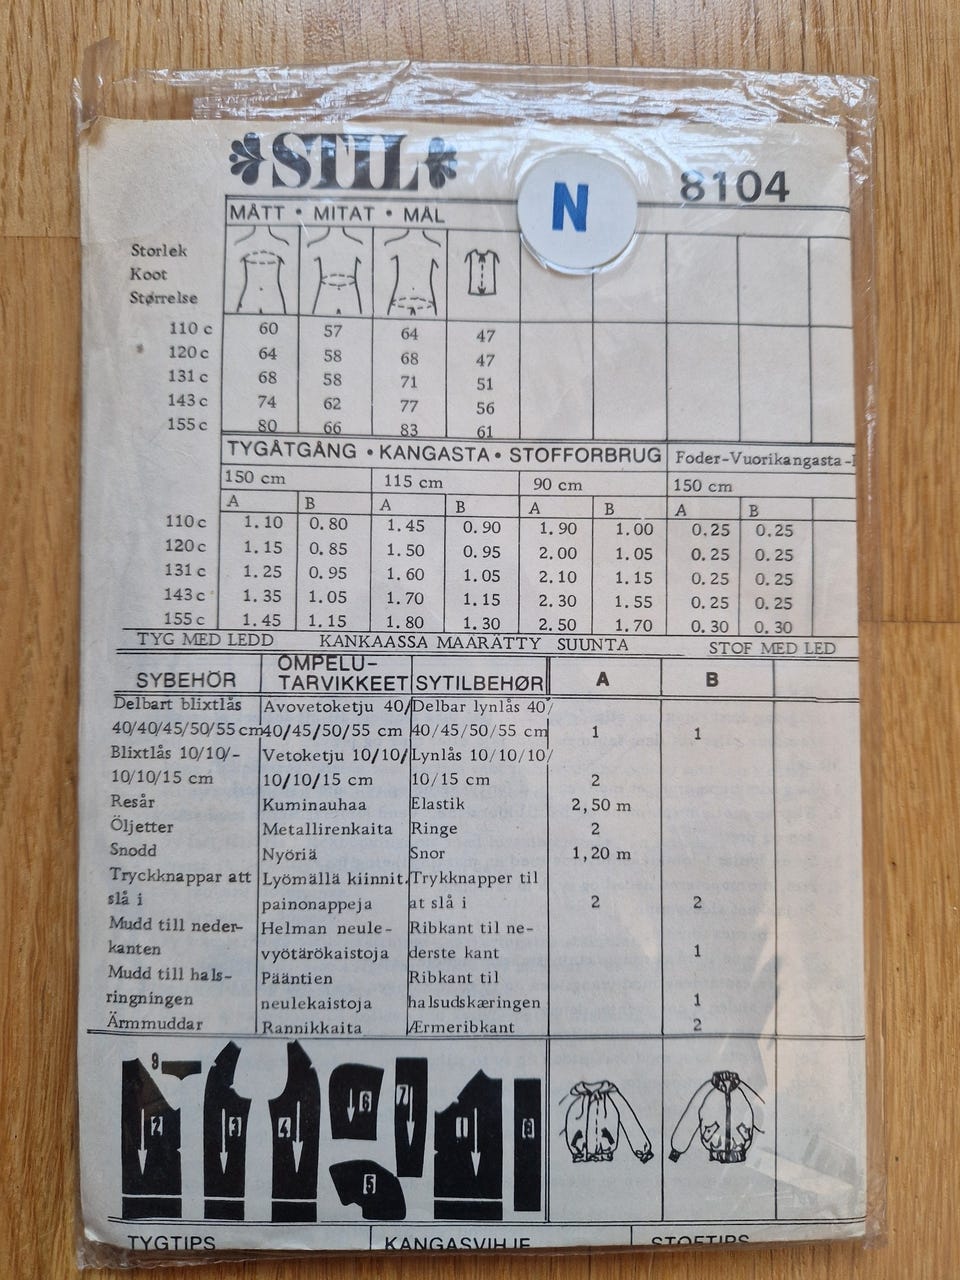 STIL
N
8104
MÅTT • MITAT • MÅL
Storlek
Koot
Størrelse
110 c 60 57 64 47
120 c 64 58 68 47
131 c 68 58 71 51
143 c 74 62 77 56
155 c 80 66 83 61
TYGÅTGÅNG • KANGASTA • STOFFORBRUG Foder-Vuorikangasta-
150 cm 115 cm 90 cm 150 cm
A B A B A B A B
110 c 1.10 0.80 1.45 0.90 1.90 1.00 0.25 0.25
120 c 1.15 0.85 1.50 0.95 2.00 1.05 0.25 0.25
131 c 1.25 0.95 1.60 1.05 2.10 1.15 0.25 0.25
143 c 1.35 1.05 1.70 1.15 2.30 1.55 0.25 0.25
155 c 1.45 1.15 1.80 1.30 2.50 1.70 0.30 0.30
TYG MED LEDD KANKAASSA MAARÄTTY SUUNTA STOF MED LED
SYBEHÖR OMPELU- TARVIKKEET SYTILBEHØR A B
Delbart blixtlås Avovetoketju 40/ Delbar lynlås 40/
40/40/45/50/55 cm 40/45/50/55 cm 40/45/50/55 cm 1 1
Blixtlås 10/10/- Vetoketju 10/10/ Lynlås 10/10/10/
10/10/15 cm 10/10/15 cm 10/15 cm 2
Resår Kuminauhaa Elastik 2,50 m
Öljetter Metallirenkaita Ringe 2
Snodd Nyöriä Snor 1,20 m
Tryckknappar att Lyömällä kiinnit. Trykknapper til
slå i painonappeja at slå i 2 2
Mudd till neder- Helman neule- Ribkant til ne-
kanten vyötärökaistoja derste kant 1
Mudd till hals- Pääntien Ribkant til
ringningen neulekaistoja halsudskæringen 1
Ärmmuddar Rannikkaita Ærmeribkant 2
9 2 3 4 6 5 7 1 8
TYGTIPS KANGASVIHJE STOFTIPS